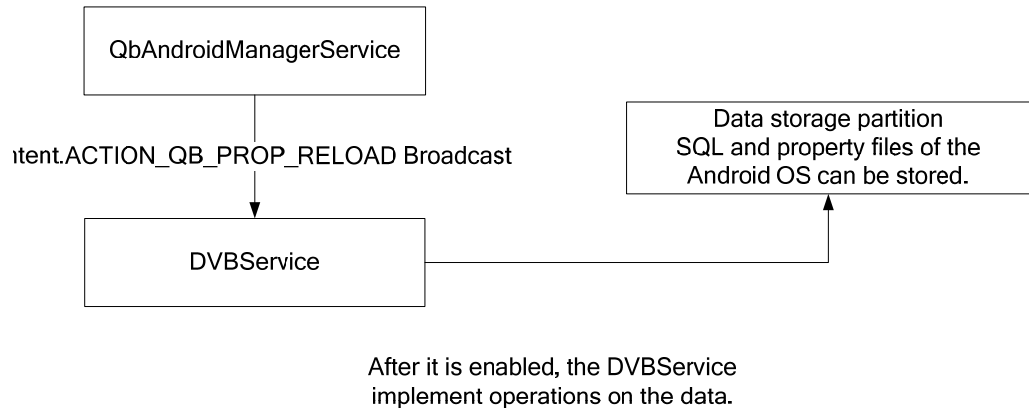 QbAndroidManagerService
ntent.ACTION_QB_PROP_RELOAD Broadcast
Data storage partition
SQL and property files of the
Android OS can be stored.
DVBService
After it is enabled, the DVBService
implement operations on the data.